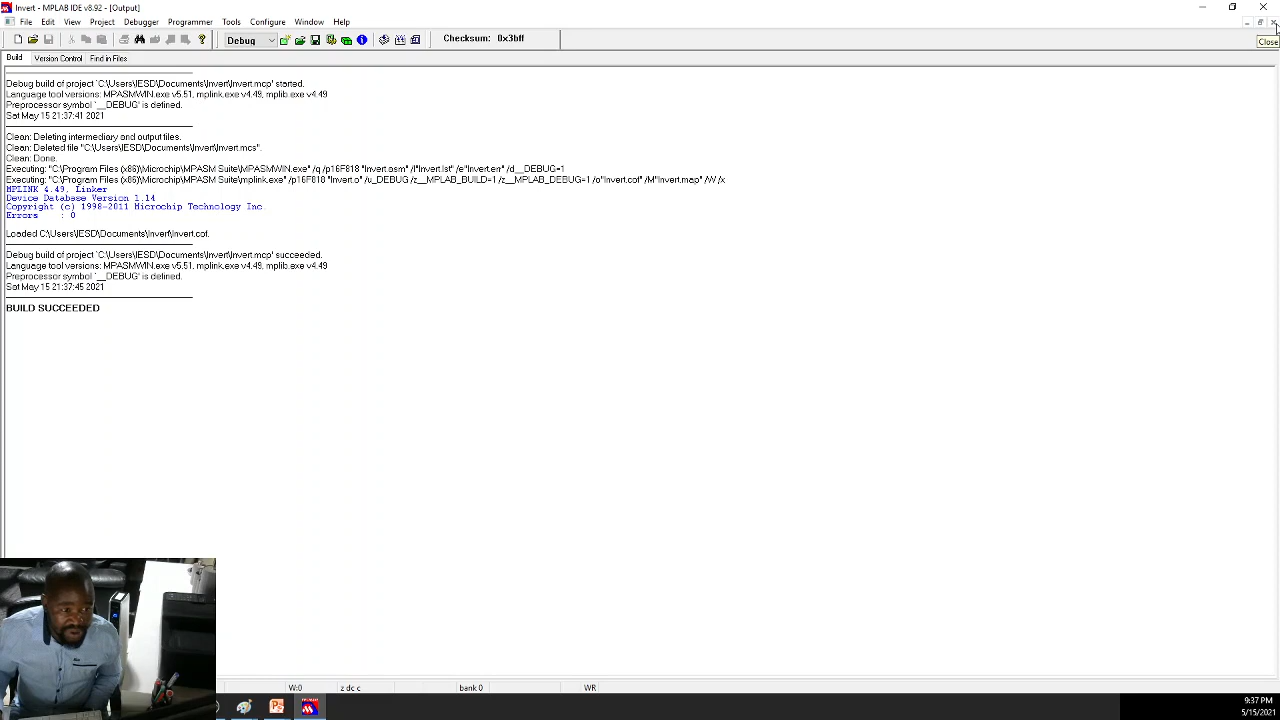 Invert - MPLAB IDE v8.92 - [Output]
File Edit View Project Debugger Programmer Tools Configure Window Help
Debug Checksum: 0x3bff
Close
Build Version Control Find in Files
Debug build of project `C:\Users\IESD\Documents\Invert\Invert.mcp' started.
Language tool versions: MPASMWIN.exe v5.51, mplink.exe v4.49, mplib.exe v4.49
Preprocessor symbol `__DEBUG' is defined.
Sat May 15 21:37:41 2021
Clean: Deleting intermediary and output files.
Clean: Deleted file "C:\Users\IESD\Documents\Invert\Invert.mcs".
Clean: Done.
Executing: "C:\Program Files (x86)\Microchip\MPASM Suite\MPASMWIN.exe" /q /p16F818 "Invert.asm" /l"Invert.lst" /e"Invert.err" /d__DEBUG=1
Executing: "C:\Program Files (x86)\Microchip\MPASM Suite\mplink.exe" /p16F818 "Invert.o" /u_DEBUG /z__MPLAB_BUILD=1 /z__MPLAB_DEBUG=1 /o"Invert.cof" /M"Invert.map" /W /x
MPLINK 4.49, Linker
Device Database Version 1.14
Copyright (c) 1998-2011 Microchip Technology Inc.
Errors : 0
Loaded C:\Users\IESD\Documents\Invert\Invert.cof.
Debug build of project `C:\Users\IESD\Documents\Invert\Invert.mcp' succeeded.
Language tool versions: MPASMWIN.exe v5.51, mplink.exe v4.49, mplib.exe v4.49
Preprocessor symbol `__DEBUG' is defined.
Sat May 15 21:37:45 2021
BUILD SUCCEEDED
W:0 z dc c bank 0 WR
9:37 PM
5/15/2021